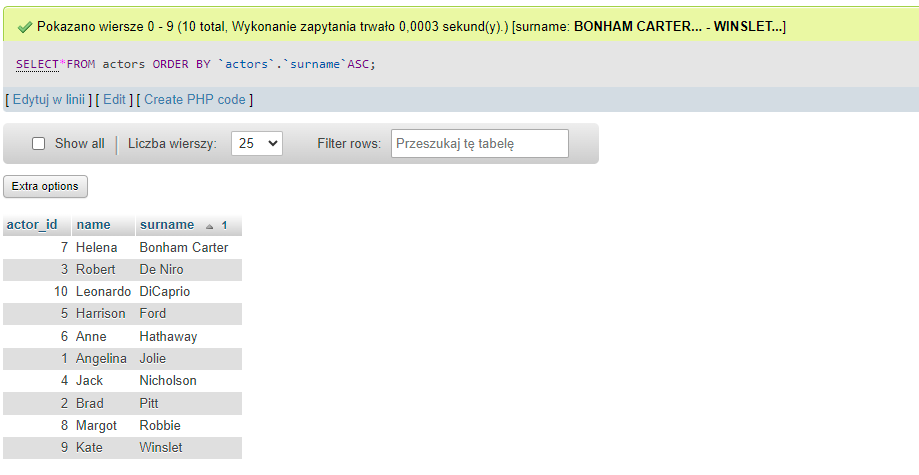 Pokazano wiersze 0 - 9 (10 total, Wykonanie zapytania trwało 0,0003 sekund(y).) [surname: BONHAM CARTER... - WINSLET...]
SELECT*FROM actors ORDER BY `actors`.`surname`ASC;
[ Edytuj w linii ] [ Edit ] [ Create PHP code ]
Show all Liczba wierszy: 25 Filter rows: Przeszukaj tę tabelę
Extra options
actor_id name surname 1
7 Helena Bonham Carter
3 Robert De Niro
10 Leonardo DiCaprio
5 Harrison Ford
6 Anne Hathaway
1 Angelina Jolie
4 Jack Nicholson
2 Brad Pitt
8 Margot Robbie
9 Kate Winslet